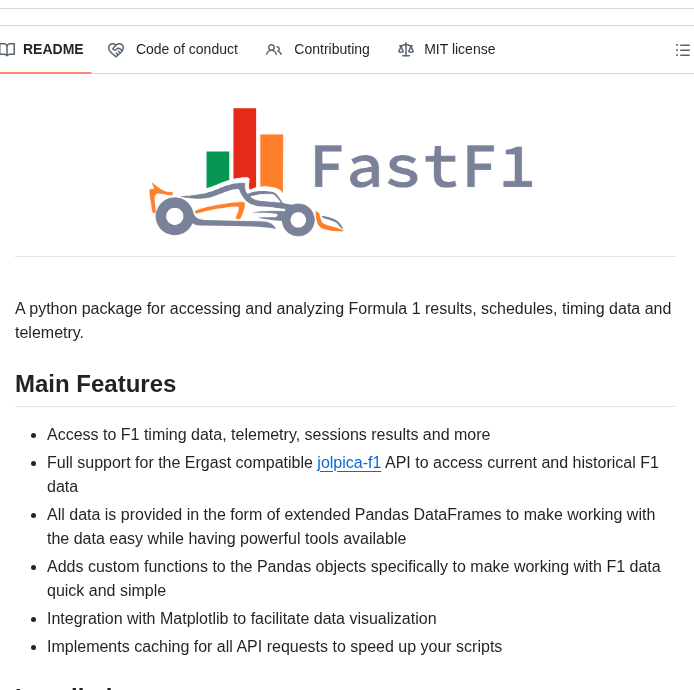 README
Code of conduct
Contributing
MIT license
FastF1
A python package for accessing and analyzing Formula 1 results, schedules, timing data and
telemetry.
Main Features
Access to F1 timing data, telemetry, sessions results and more
Full support for the Ergast compatible jolpica-f1 API to access current and historical F1
data
All data is provided in the form of extended Pandas DataFrames to make working with
the data easy while having powerful tools available
Adds custom functions to the Pandas objects specifically to make working with F1 data
quick and simple
Integration with Matplotlib to facilitate data visualization
Implements caching for all API requests to speed up your scripts